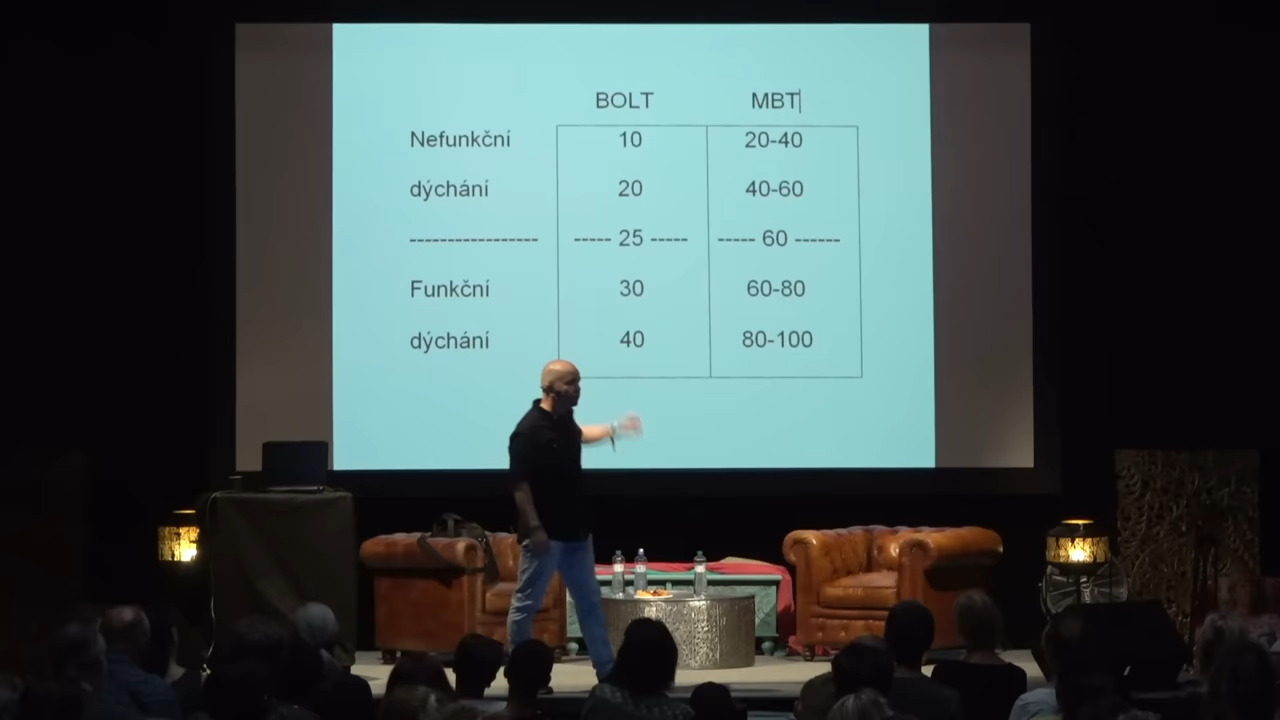 BOLT MBT
Nefunkční 10 20-40
dýchání 20 40-60
----------------- ----- 25 ----- ----- 60 ------
Funkční 30 60-80
dýchání 40 80-100